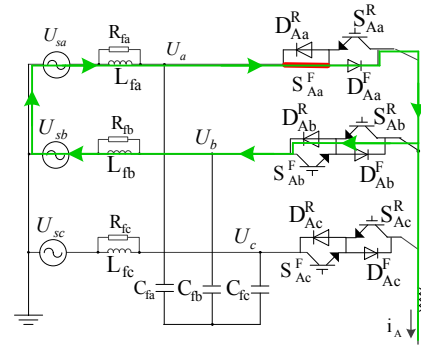 D^R_Aa S^R_Aa
U_sa R_fa U_a
L_fa S^F_Aa D^F_Aa
U_sb R_fb U_b D^R_Ab S^R_Ab
L_fb S^F_Ab D^F_Ab
U_sc R_fc U_c D^R_Ac S^R_Ac
L_fc S^F_Ac D^F_Ac
C_fa C_fb C_fc
i_A